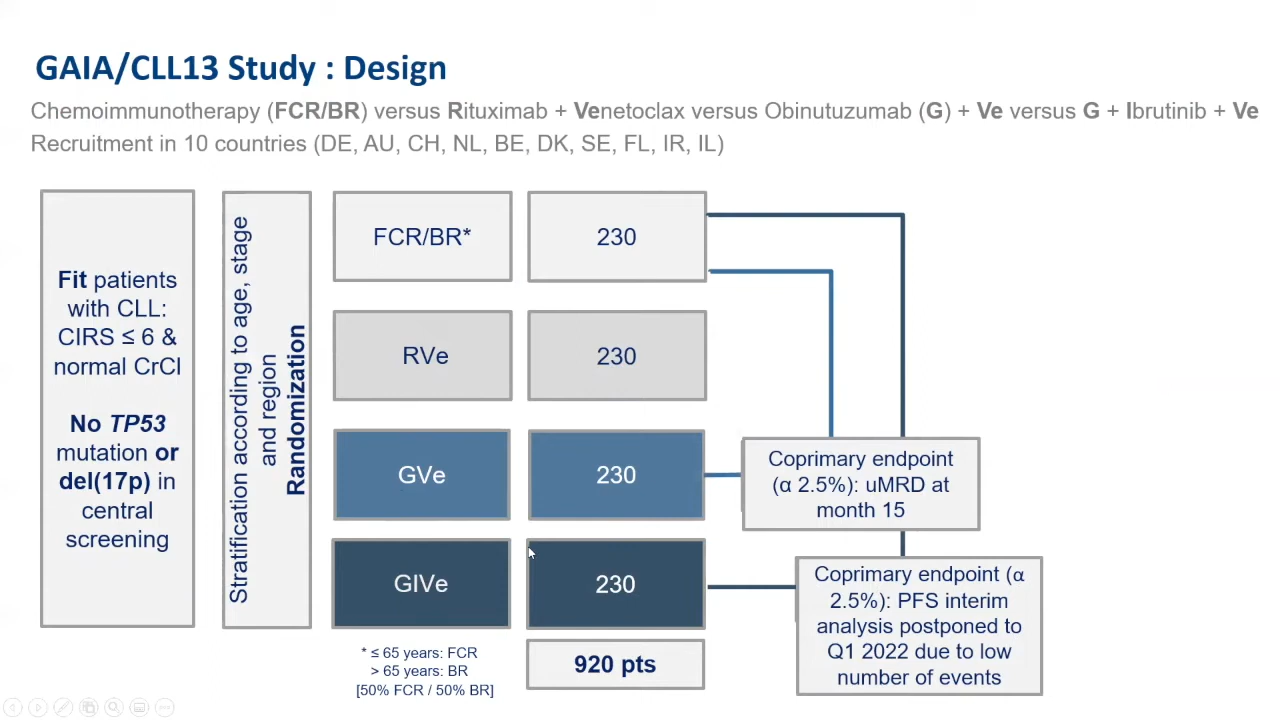 GAIA/CLL13 Study : Design
Chemoimmunotherapy (FCR/BR) versus Rituximab + Venetoclax versus Obinutuzumab (G) + Ve versus G + Ibrutinib + Ve
Recruitment in 10 countries (DE, AU, CH, NL, BE, DK, SE, FL, IR, IL)
Fit patients
with CLL:
CIRS ≤ 6 &
normal CrCl
No TP53
mutation or
del(17p) in
central
screening
Stratification according to age, stage
and region
Randomization
FCR/BR*
230
RVe
230
GVe
230
GIVe
230
* ≤ 65 years: FCR
> 65 years: BR
[50% FCR / 50% BR]
920 pts
Coprimary endpoint
(α 2.5%): uMRD at
month 15
Coprimary endpoint (α
2.5%): PFS interim
analysis postponed to
Q1 2022 due to low
number of events